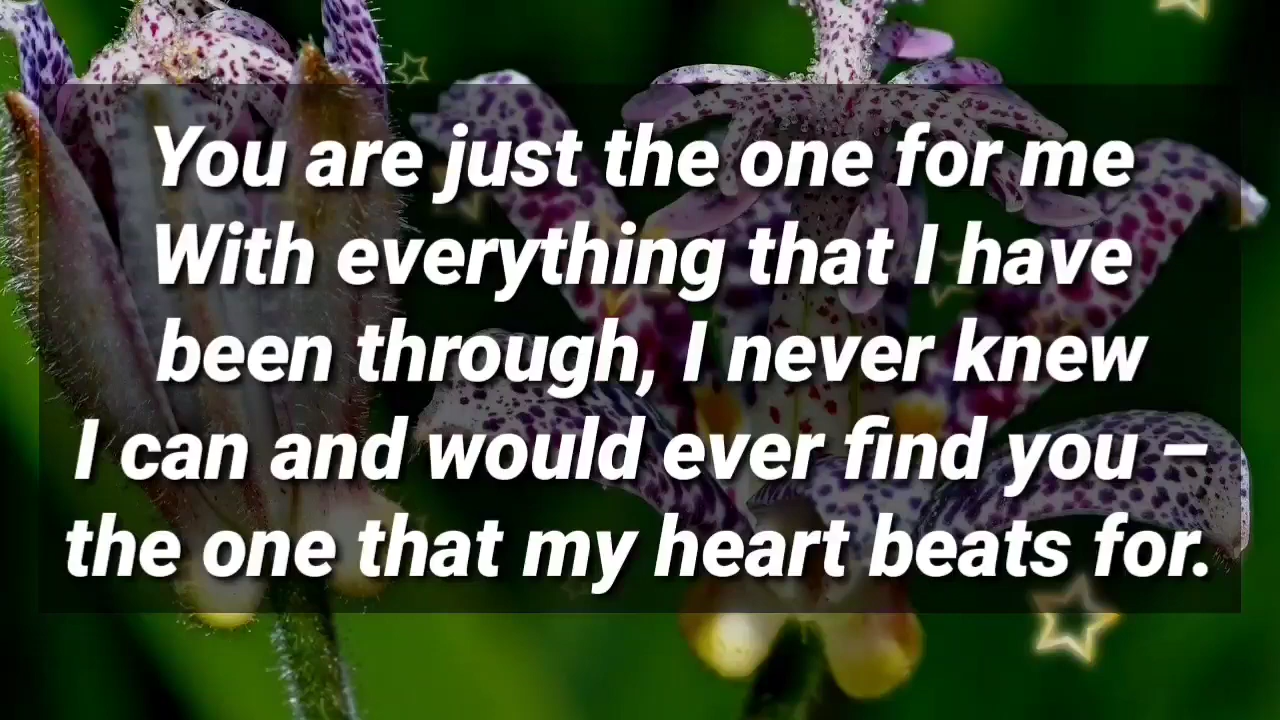 You are just the one for me
With everything that I have
been through, I never knew
I can and would ever find you –
the one that my heart beats for.